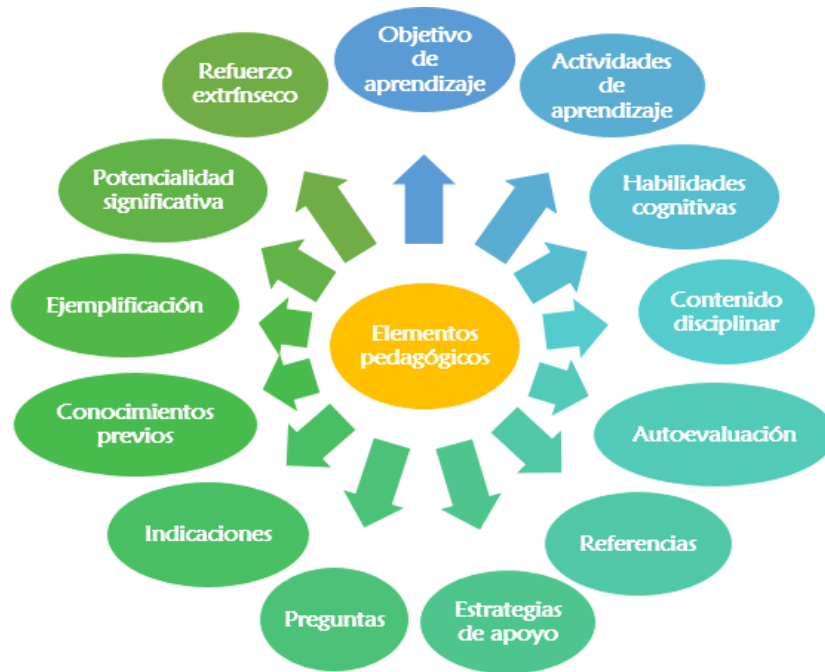 Objetivo
de
aprendizaje
Actividades
de
aprendizaje
Habilidades
cognitivas
Contenido
disciplinar
Autoevaluación
Referencias
Estrategias
de apoyo
Preguntas
Indicaciones
Conocimientos
previos
Ejemplificación
Potencialidad
significativa
Refuerzo
extrínseco
Elementos
pedagógicos